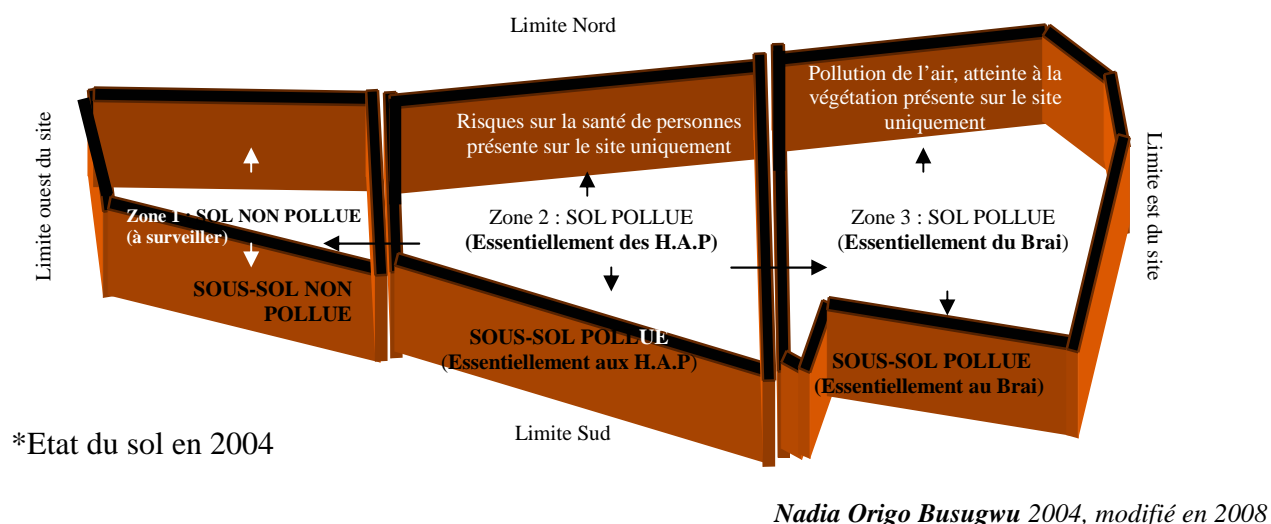 Limite Nord
Pollution de l'air, atteinte à la
végétation présente sur le site
uniquement
Risques sur la santé de personnes
présente sur le site uniquement
Limite ouest du site
Limite est du site
Zone 1 : SOL NON POLLUE
(à surveiller)
Zone 2 : SOL POLLUE
(Essentiellement des H.A.P)
Zone 3 : SOL POLLUE
(Essentiellement du Brai)
SOUS-SOL NON
POLLUE
SOUS-SOL POLLUE
(Essentiellement aux H.A.P)
SOUS-SOL POLLUE
(Essentiellement au Brai)
Limite Sud
*Etat du sol en 2004
Nadia Origo Busugwu 2004, modifié en 2008